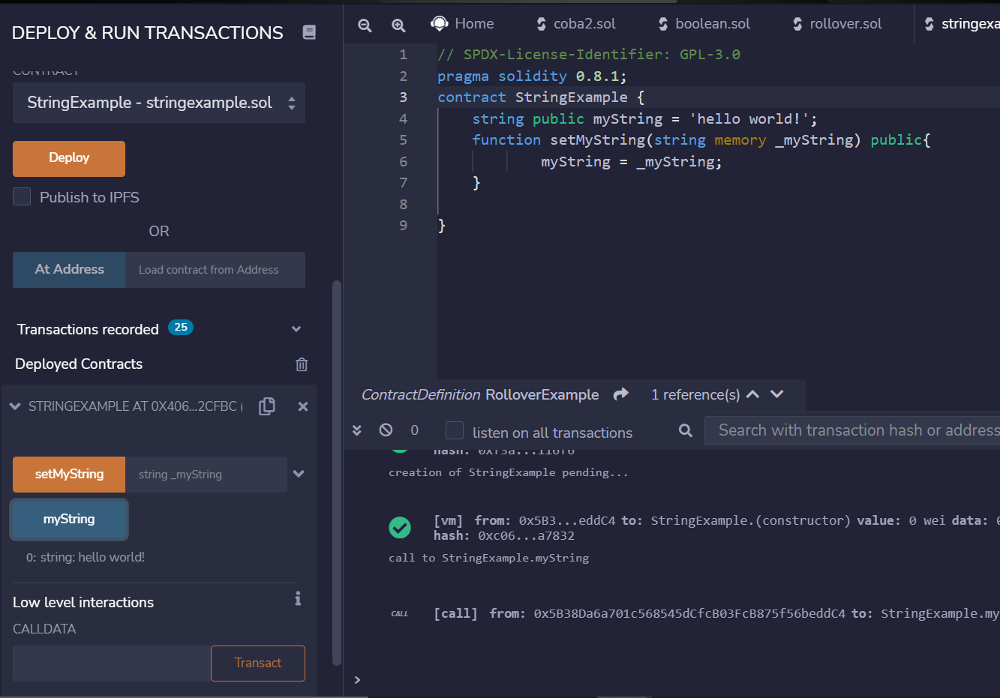 DEPLOY & RUN TRANSACTIONS
CONTRACT
StringExample - stringexample.sol
Deploy
Publish to IPFS
OR
At Address
Load contract from Address
Transactions recorded 25
Deployed Contracts
STRINGEXAMPLE AT 0X406...2CFBC (
setMyString
string _myString
myString
0: string: hello world!
Low level interactions
i
CALLDATA
Transact
Home
coba2.sol
boolean.sol
rollover.sol
stringexa
1 // SPDX-License-Identifier: GPL-3.0
2 pragma solidity 0.8.1;
3 contract StringExample {
4 string public myString = 'hello world!';
5 function setMyString(string memory _myString) public{
6 myString = _myString;
7 }
8
9 }
ContractDefinition RolloverExample 1 reference(s)
0 listen on all transactions
Search with transaction hash or address
hash: 0xf3a...116f6
creation of StringExample pending...
[vm] from: 0x5B3...eddC4 to: StringExample.(constructor) value: 0 wei data: 0
hash: 0xc06...a7832
call to StringExample.myString
CALL [call] from: 0x5B38Da6a701c568545dCfcB03FcB875f56beddC4 to: StringExample.my
>